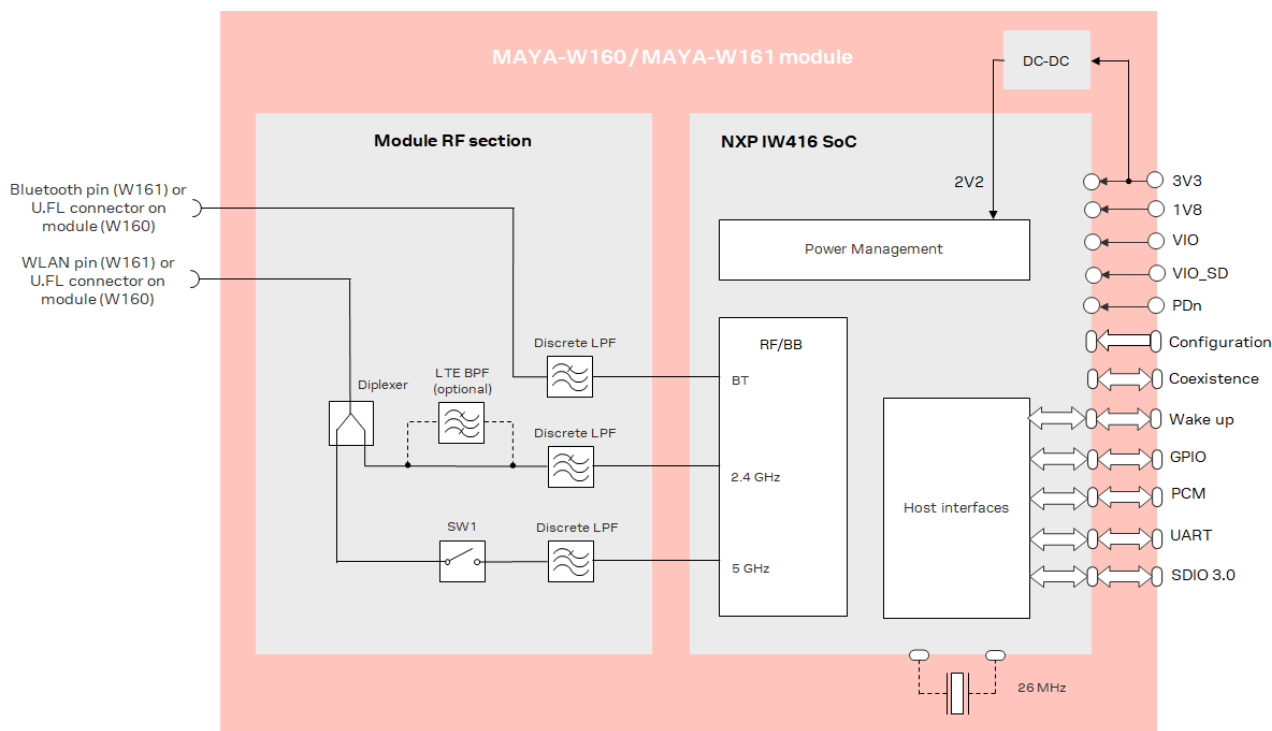 MAYA-W160 / MAYA-W161 module
DC-DC
Module RF section
NXP IW416 SoC
Bluetooth pin (W161) or
U.FL connector on
module (W160)
WLAN pin (W161) or
U.FL connector on
module (W160)
2V2
Power Management
3V3
1V8
VIO
VIO_SD
PDn
Configuration
Coexistence
Wake up
GPIO
PCM
UART
SDIO 3.0
RF/BB
BT
2.4 GHz
5 GHz
Discrete LPF
LTE BPF
(optional)
Diplexer
Discrete LPF
SW1
Discrete LPF
Host interfaces
26 MHz